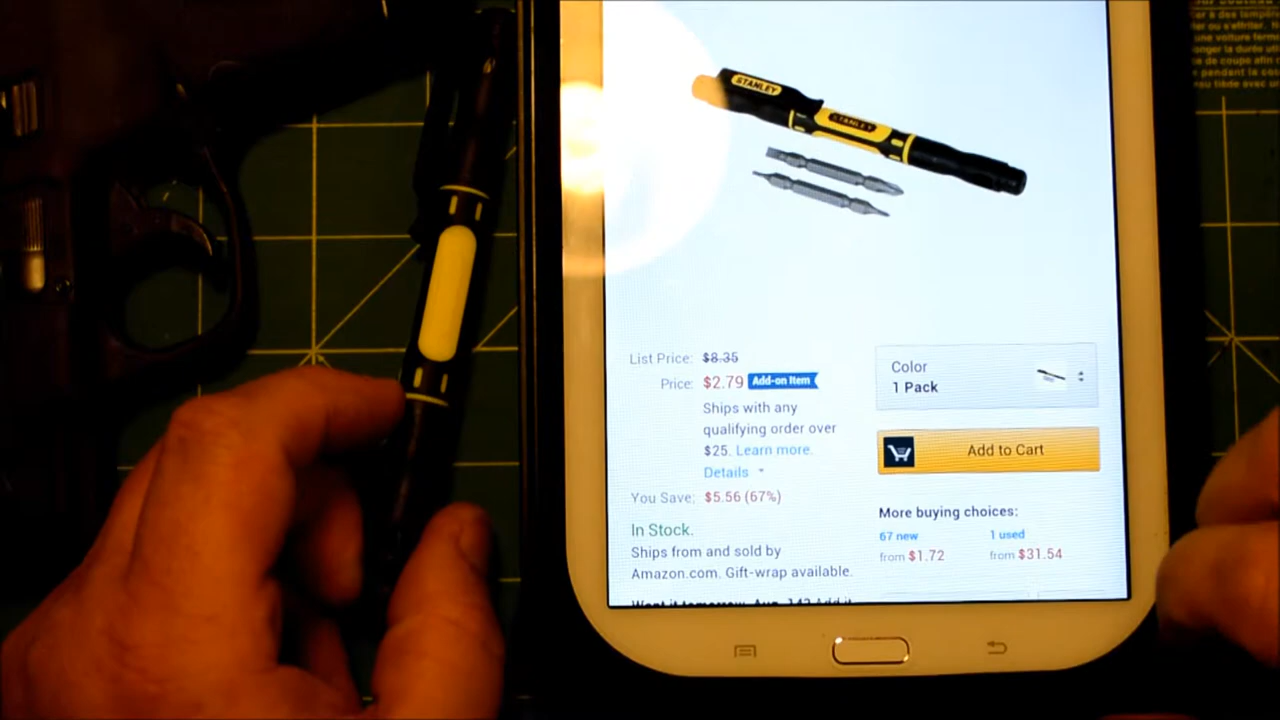 STANLEY
STANLEY
List Price: $8.35
Price: $2.79 Add-on Item
Ships with any
qualifying order over
$25. Learn more.
Details
You Save: $5.56 (67%)
In Stock.
Ships from and sold by
Amazon.com. Gift-wrap available.
Color
1 Pack
Add to Cart
More buying choices:
67 new
from $1.72
1 used
from $31.54